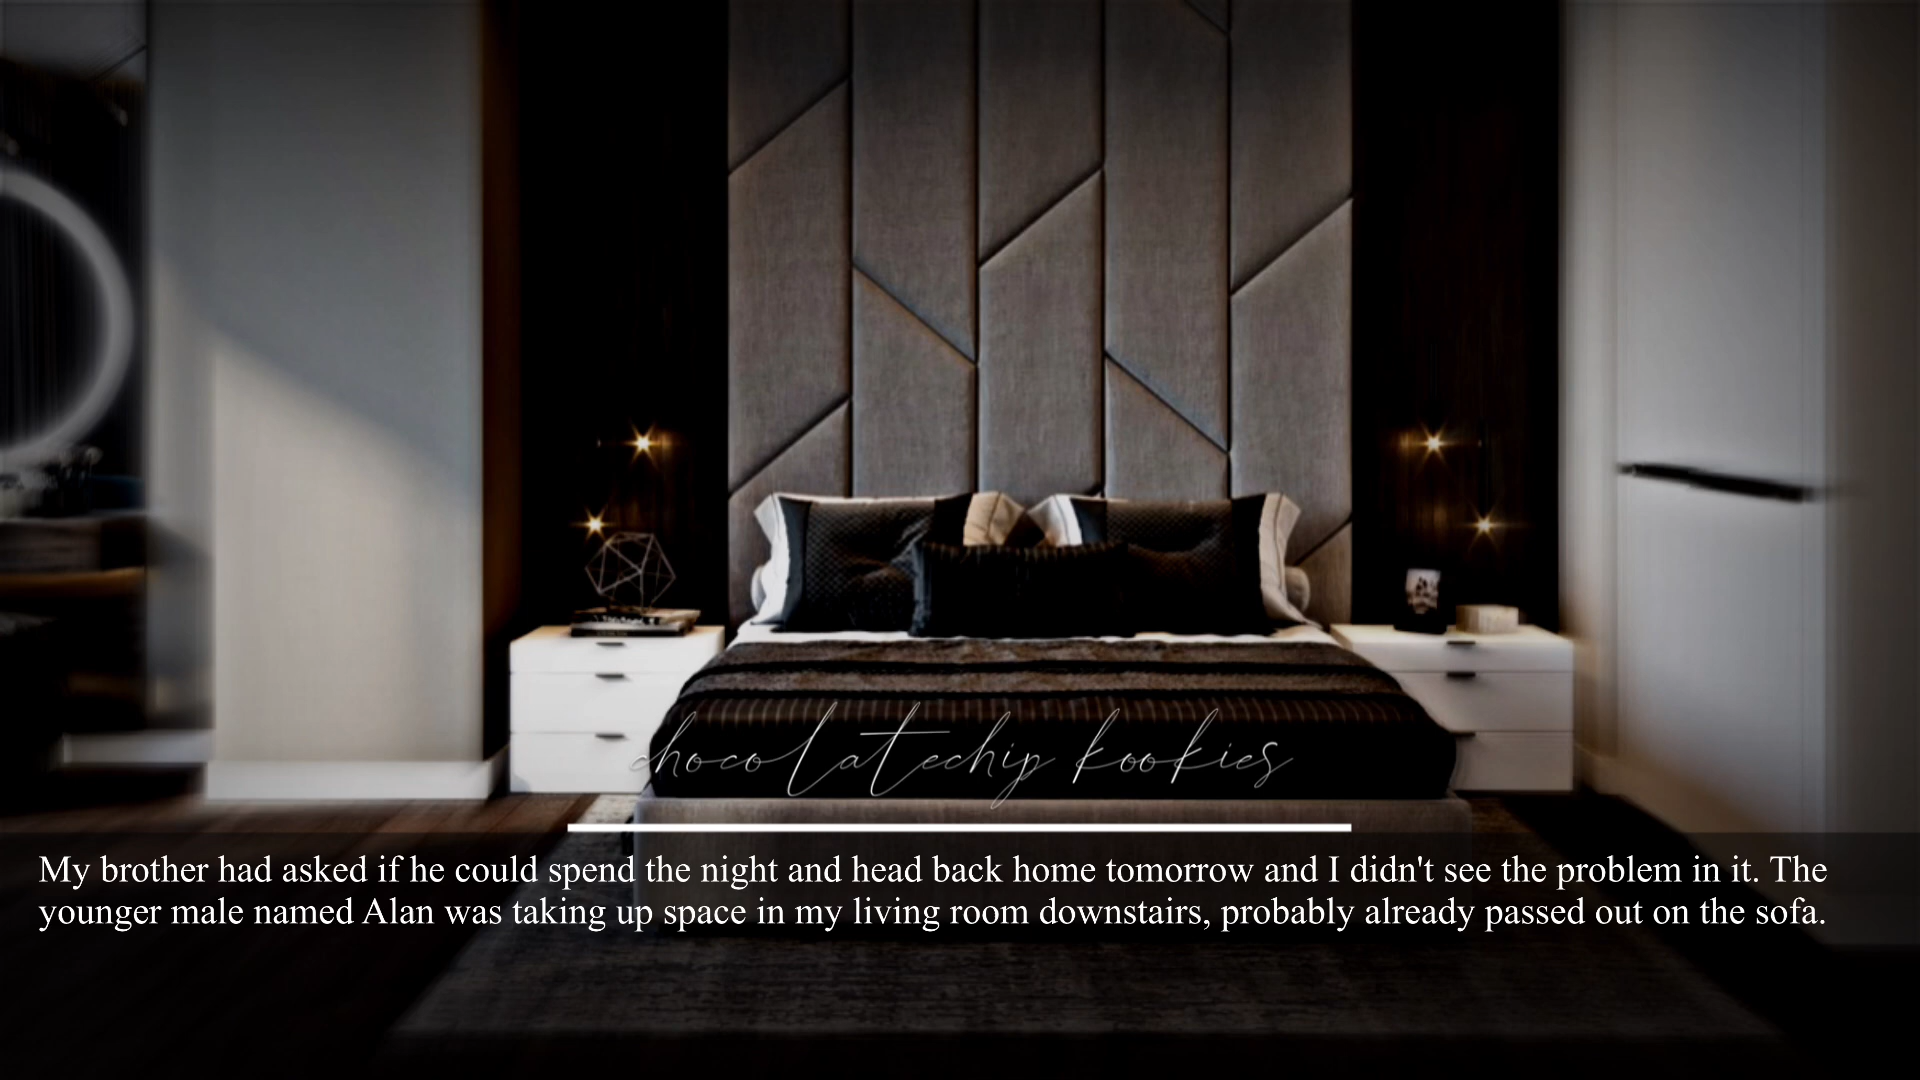 chocolatechip kookies
My brother had asked if he could spend the night and head back home tomorrow and I didn't see the problem in it. The
younger male named Alan was taking up space in my living room downstairs, probably already passed out on the sofa.